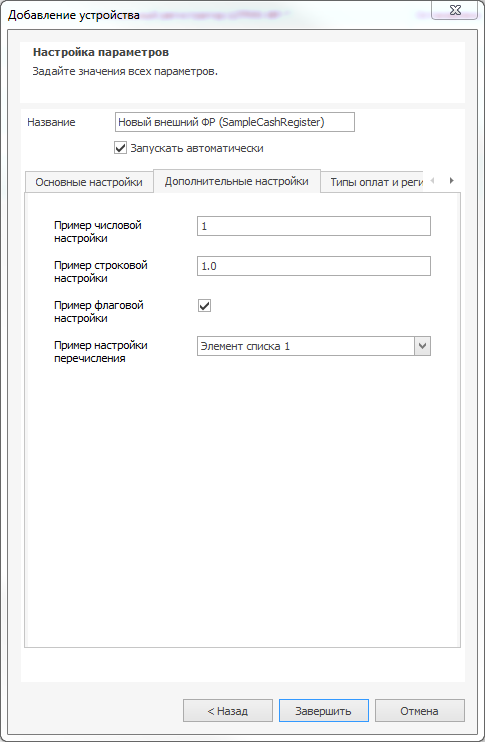 Добавление устройства
Настройка параметров
Задайте значения всех параметров.
Название
Новый внешний ФР (SampleCashRegister)
Запускать автоматически
Основные настройки
Дополнительные настройки
Типы оплат и реги
Пример числовой
настройки
1
Пример строковой
настройки
1.0
Пример флаговой
настройки
Пример настройки
перечисления
Элемент списка 1
< Назад
Завершить
Отмена